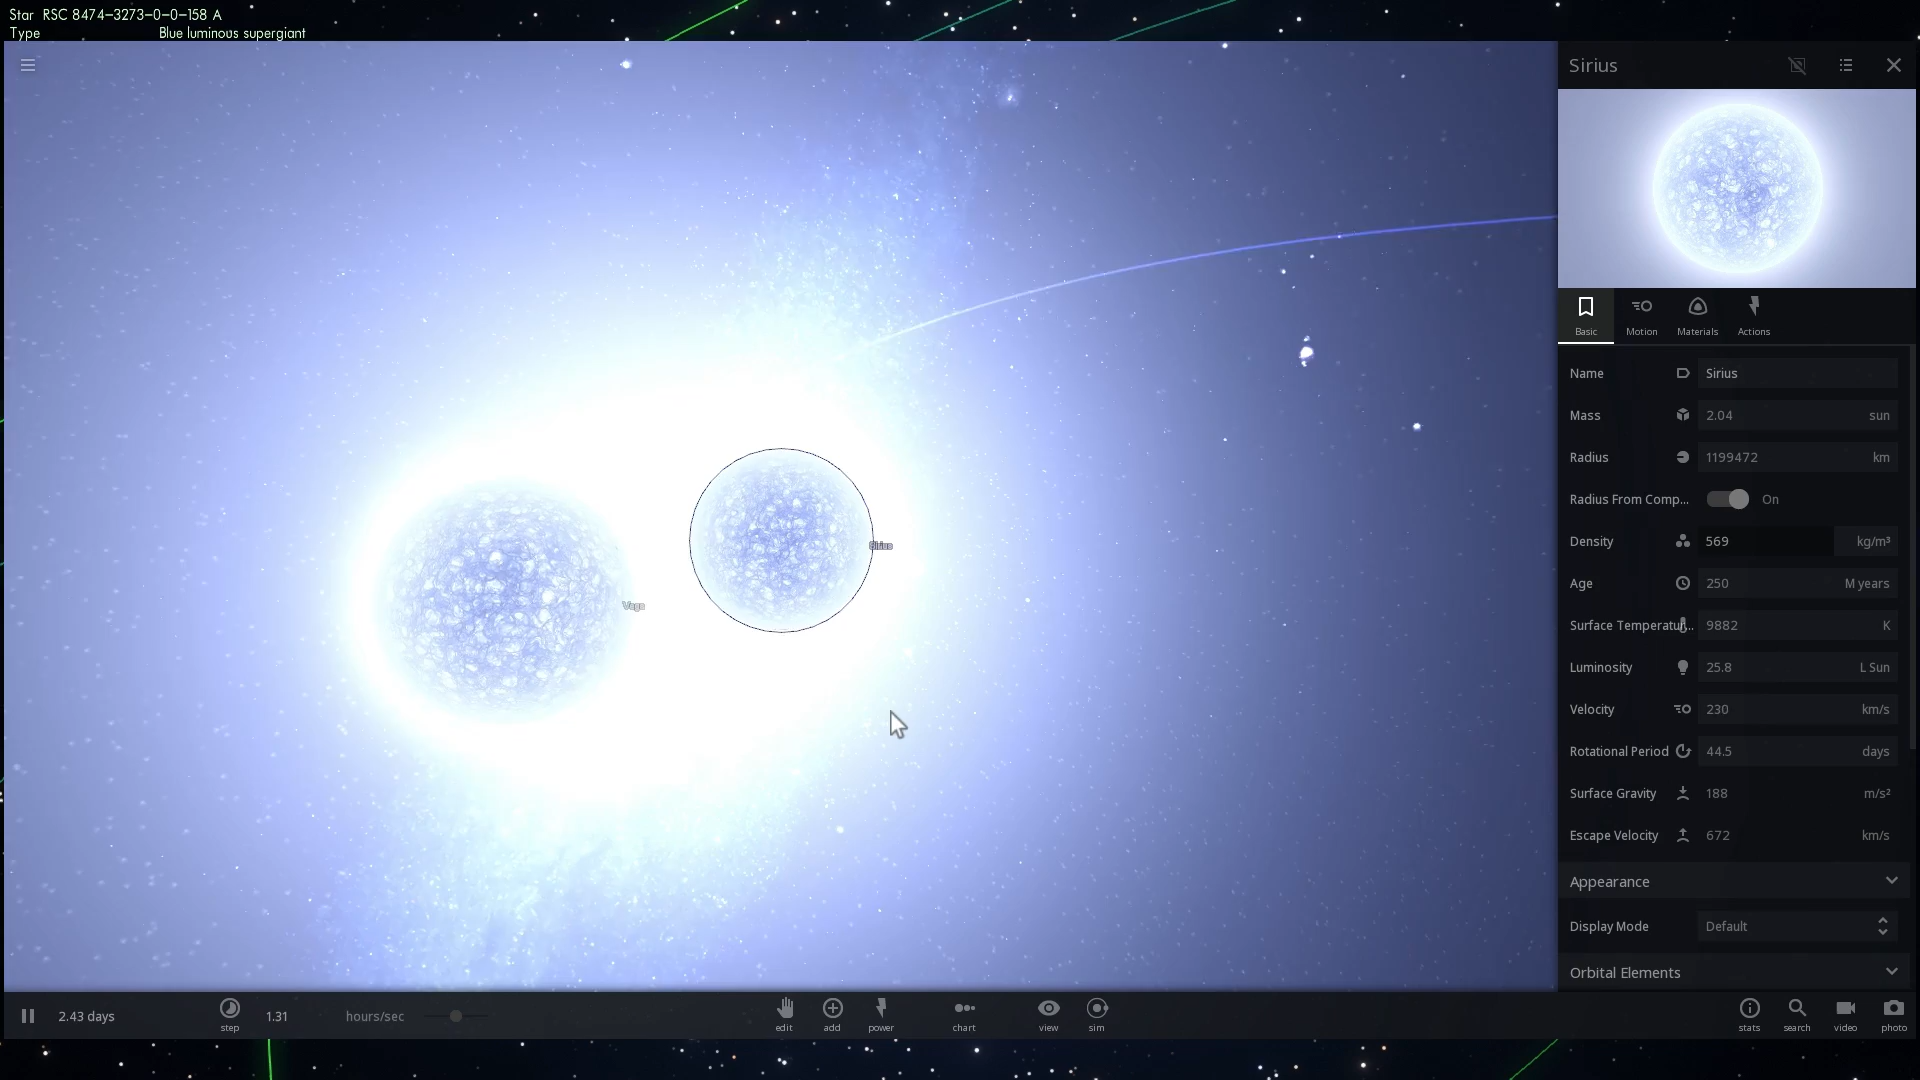 Star RSC 8474-3273-0-0-158 A
Type Blue luminous supergiant
Sirius
Basic
Motion
Materials
Actions
Name Sirius
Mass 2.04 sun
Radius 1199472 km
Radius From Comp... On
Density 569 kg/m³
Age 250 M years
Surface Temperatur... 9882 K
Luminosity 25.8 L Sun
Velocity 230 km/s
Rotational Period 44.5 days
Surface Gravity 188 m/s²
Escape Velocity 672 km/s
Appearance
Display Mode Default
Orbital Elements
Sirius
Vega
2.43 days
step
1.31 hours/sec
edit
add
power
chart
view
sim
stats
search
video
photo